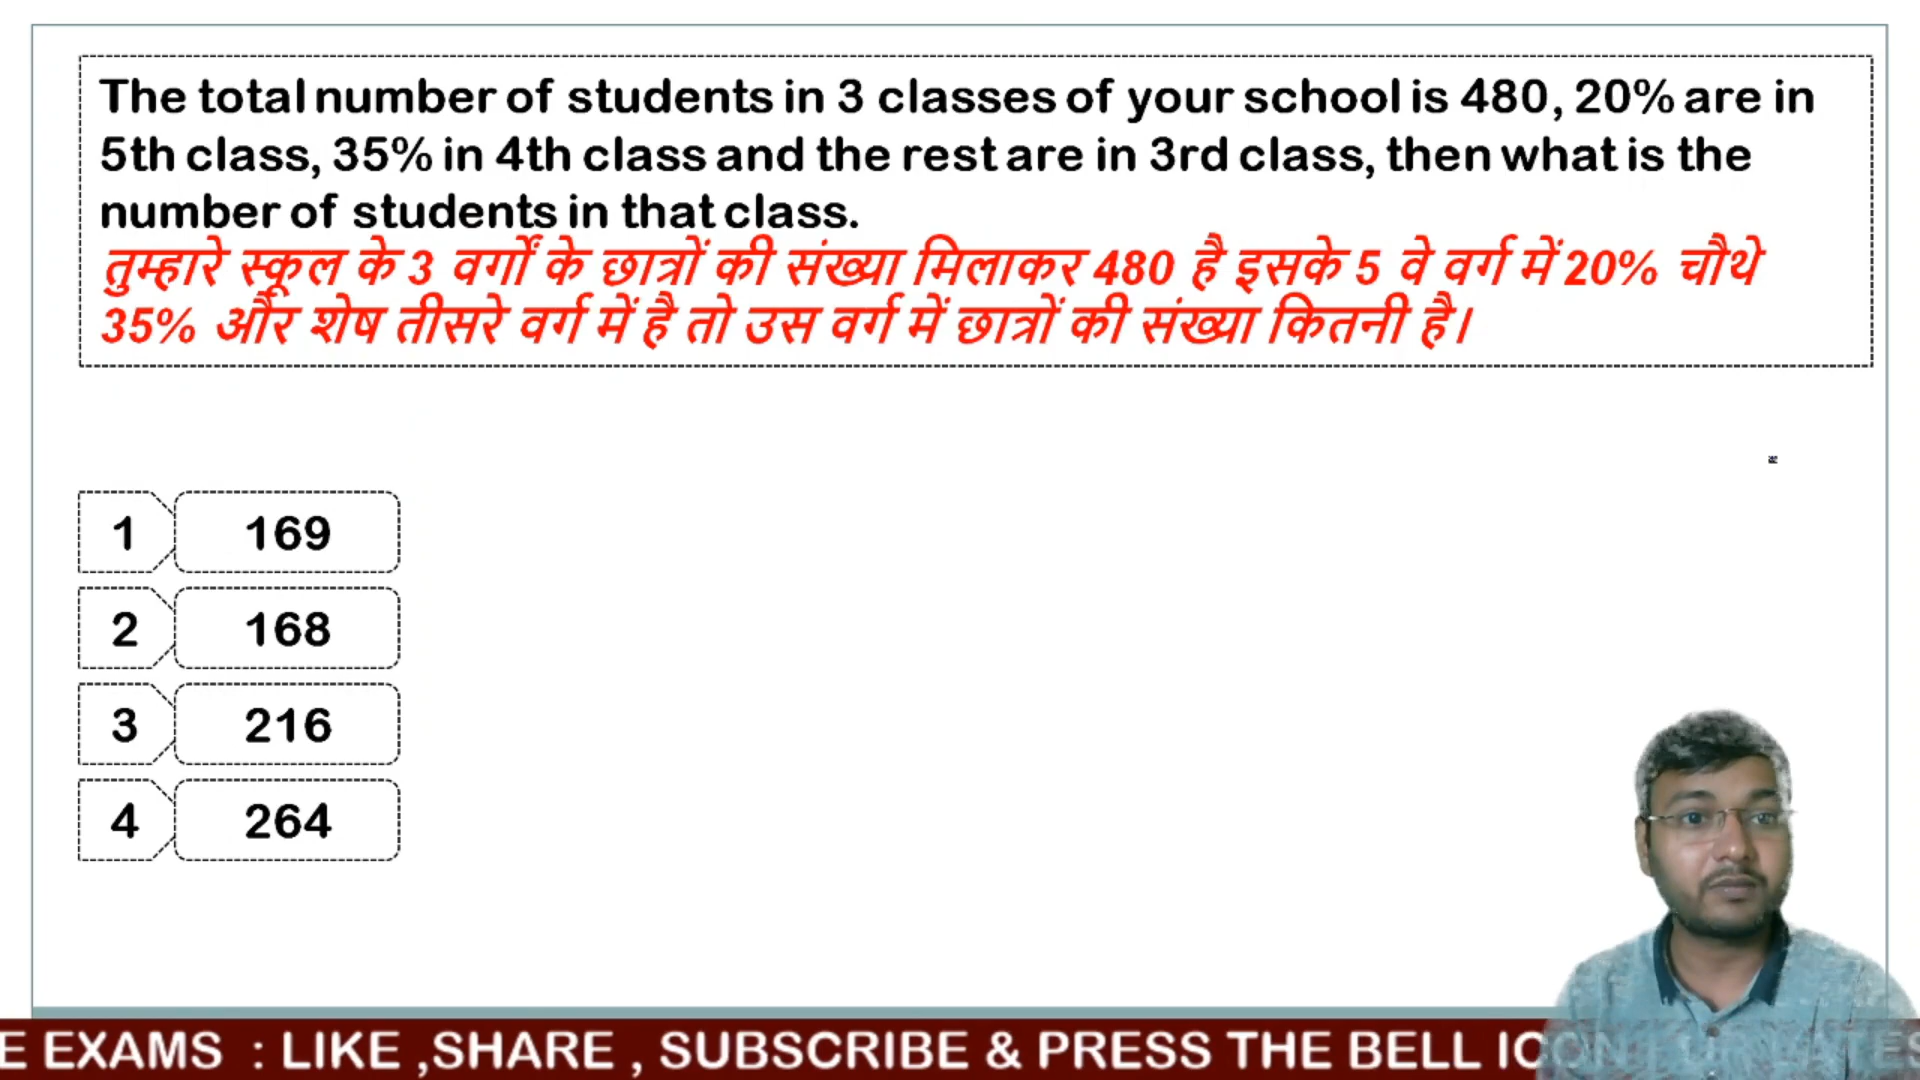 The total number of students in 3 classes of your school is 480, 20% are in
5th class, 35% in 4th class and the rest are in 3rd class, then what is the
number of students in that class.
तुम्हारे स्कूल के 3 वर्गों के छात्रों की संख्या मिलाकर 480 है इसके 5 वे वर्ग में 20% चौथे
35% और शेष तीसरे वर्ग में है तो उस वर्ग में छात्रों की संख्या कितनी है।
1 169
2 168
3 216
4 264
E EXAMS : LIKE ,SHARE , SUBSCRIBE & PRESS THE BELL ICON